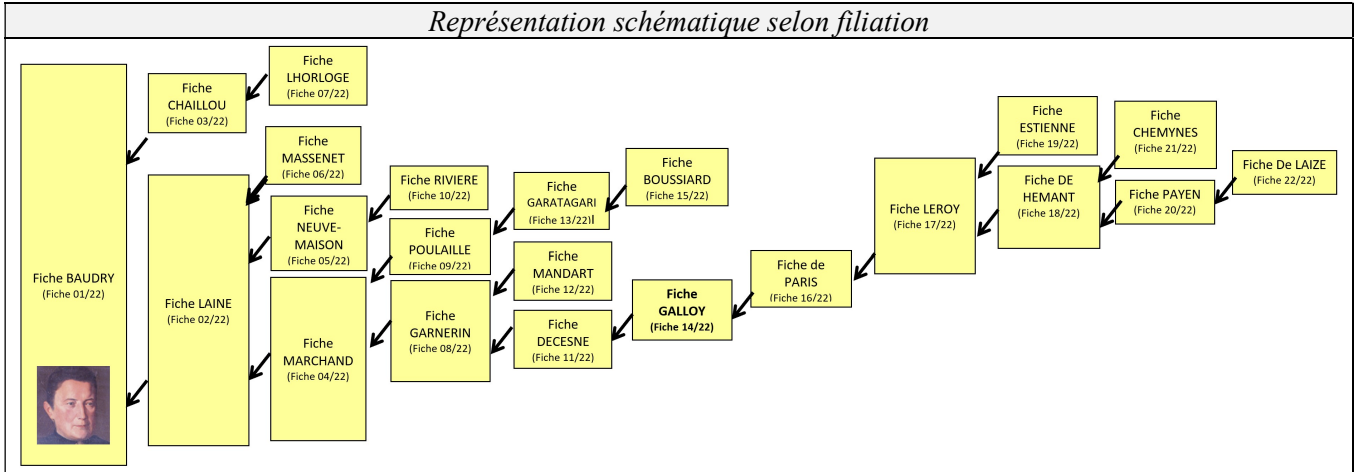 Représentation schématique selon filiation
Fiche BAUDRY
(Fiche 01/22)
Fiche
CHAILLOU
(Fiche 03/22)
Fiche LAINE
(Fiche 02/22)
Fiche
LHORLOGE
(Fiche 07/22)
Fiche
MASSENET
(Fiche 06/22)
Fiche
NEUVE-
MAISON
(Fiche 05/22)
Fiche
MARCHAND
(Fiche 04/22)
Fiche RIVIERE
(Fiche 10/22)
Fiche
POULAILLE
(Fiche 09/22)
Fiche
GARNERIN
(Fiche 08/22)
Fiche
GARATAGARI
(Fiche 13/22)
Fiche
MANDART
(Fiche 12/22)
Fiche
DECESNE
(Fiche 11/22)
Fiche
BOUSSIARD
(Fiche 15/22)
Fiche
GALLOY
(Fiche 14/22)
Fiche de
PARIS
(Fiche 16/22)
Fiche LEROY
(Fiche 17/22)
Fiche
ESTIENNE
(Fiche 19/22)
Fiche DE
HEMANT
(Fiche 18/22)
Fiche
CHEMYNES
(Fiche 21/22)
Fiche PAYEN
(Fiche 20/22)
Fiche De LAIZE
(Fiche 22/22)